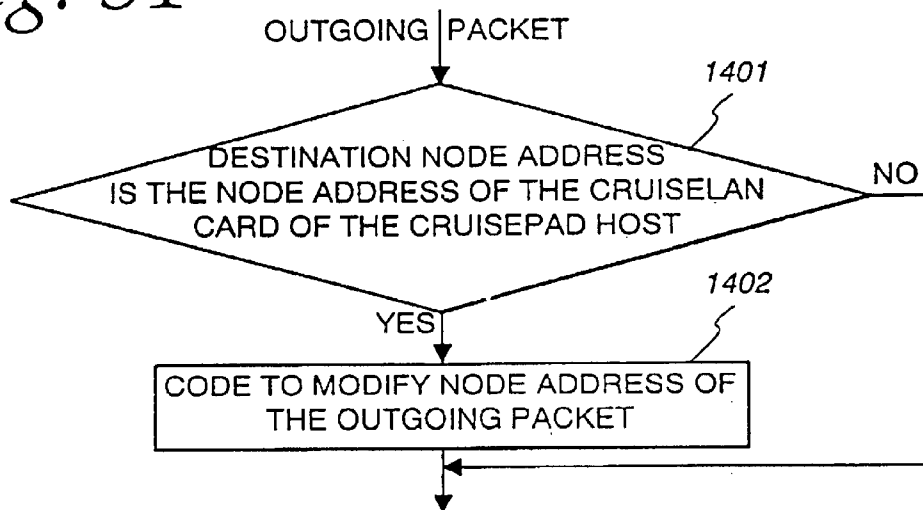 OUTGOING PACKET
1401
DESTINATION NODE ADDRESS
IS THE NODE ADDRESS OF THE CRUISELAN
CARD OF THE CRUISEPAD HOST
NO
1402
YES
CODE TO MODIFY NODE ADDRESS OF
THE OUTGOING PACKET